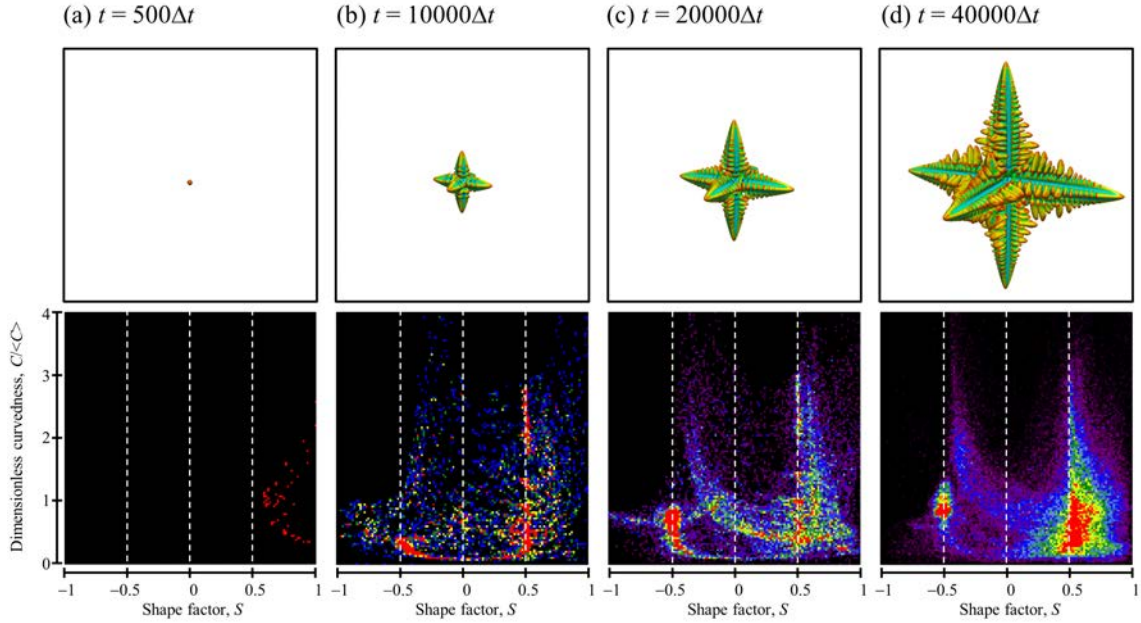 (a) t = 500Δt
(b) t = 10000Δt
(c) t = 20000Δt
(d) t = 40000Δt
Dimensionless curvedness, C/<C>
4
3
2
1
0
−1 −0.5 0 0.5 1
−1 −0.5 0 0.5 1
−1 −0.5 0 0.5 1
−1 −0.5 0 0.5 1
Shape factor, S
Shape factor, S
Shape factor, S
Shape factor, S